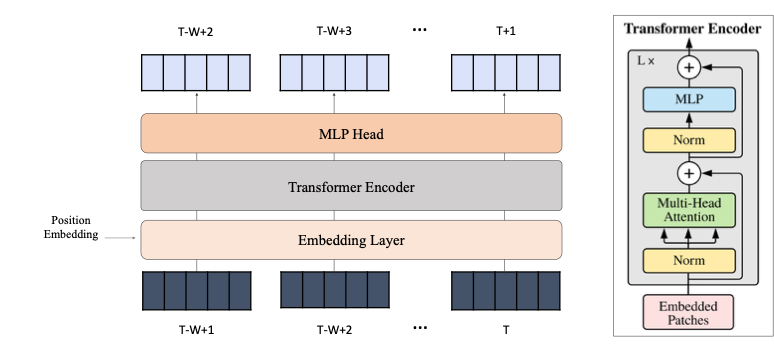 T-W+2
T-W+3
...
T+1
MLP Head
Transformer Encoder
Position
Embedding
Embedding Layer
T-W+1
T-W+2
...
T
Transformer Encoder
L x
+
MLP
Norm
+
Multi-Head
Attention
Norm
Embedded
Patches